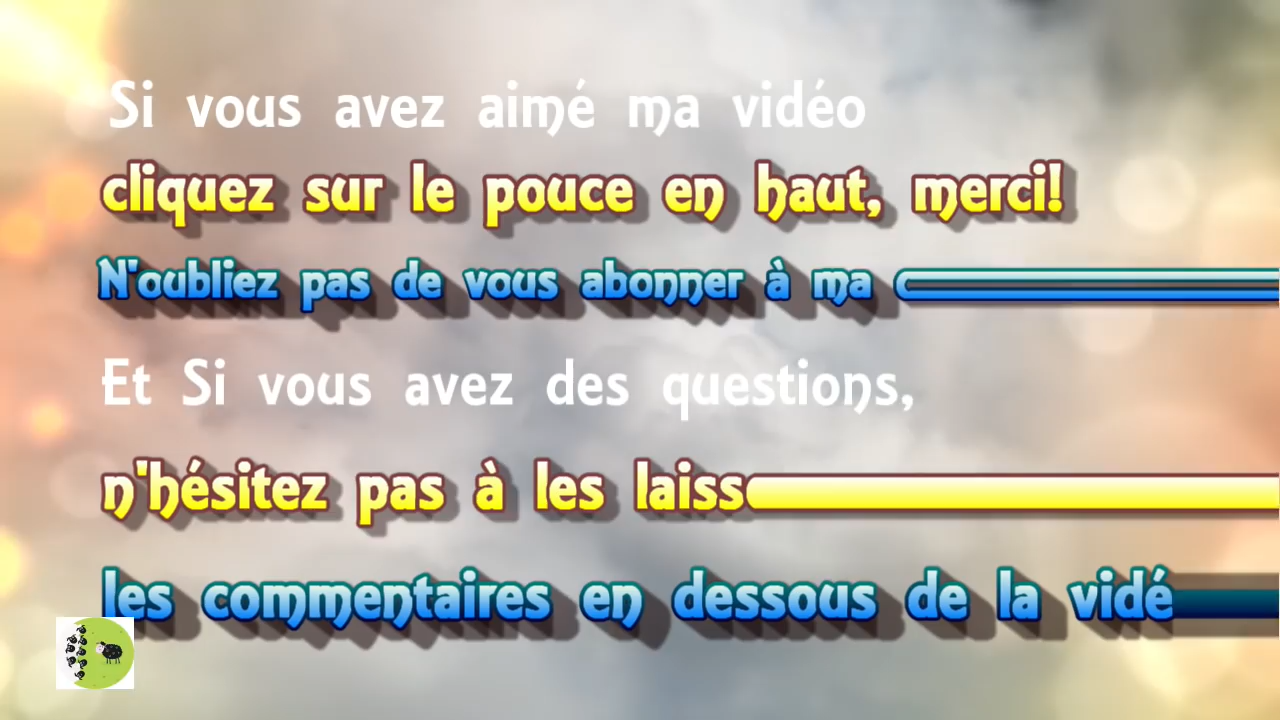 Si vous avez aimé ma vidéo
cliquez sur le pouce en haut, merci!
N'oubliez pas de vous abonner à ma
Et Si vous avez des questions,
n'hésitez pas à les laiss
les commentaires en dessous de la vidé